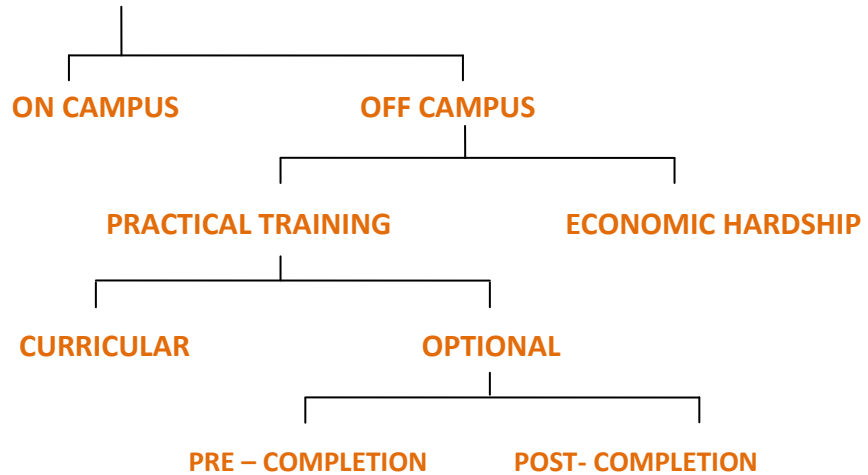 ON CAMPUS OFF CAMPUS
PRACTICAL TRAINING ECONOMIC HARDSHIP
CURRICULAR OPTIONAL
PRE – COMPLETION POST- COMPLETION